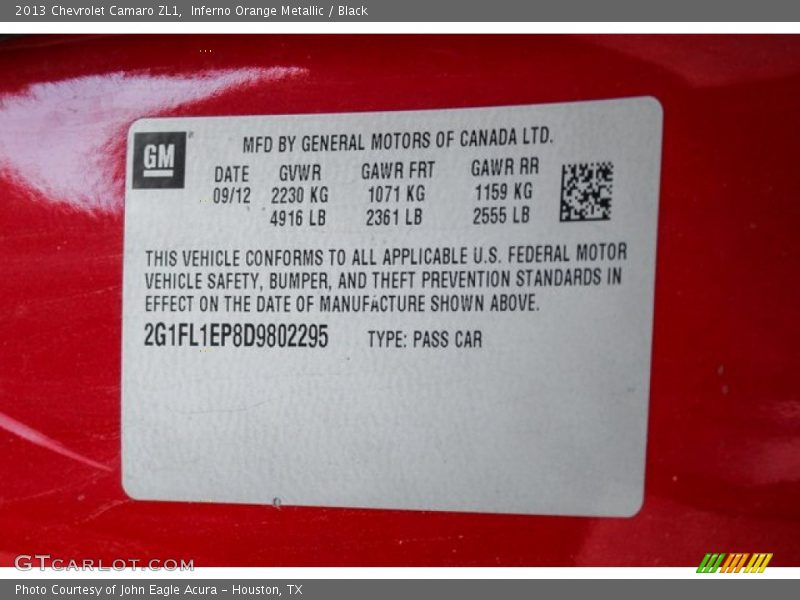 2013 Chevrolet Camaro ZL1, Inferno Orange Metallic / Black
GM
MFD BY GENERAL MOTORS OF CANADA LTD.
DATE GVWR GAWR FRT GAWR RR
09/12 2230 KG 1071 KG 1159 KG
4916 LB 2361 LB 2555 LB
THIS VEHICLE CONFORMS TO ALL APPLICABLE U.S. FEDERAL MOTOR
VEHICLE SAFETY, BUMPER, AND THEFT PREVENTION STANDARDS IN
EFFECT ON THE DATE OF MANUFACTURE SHOWN ABOVE.
2G1FL1EP8D9802295 TYPE: PASS CAR
GTCARLOT.COM
Photo Courtesy of John Eagle Acura - Houston, TX